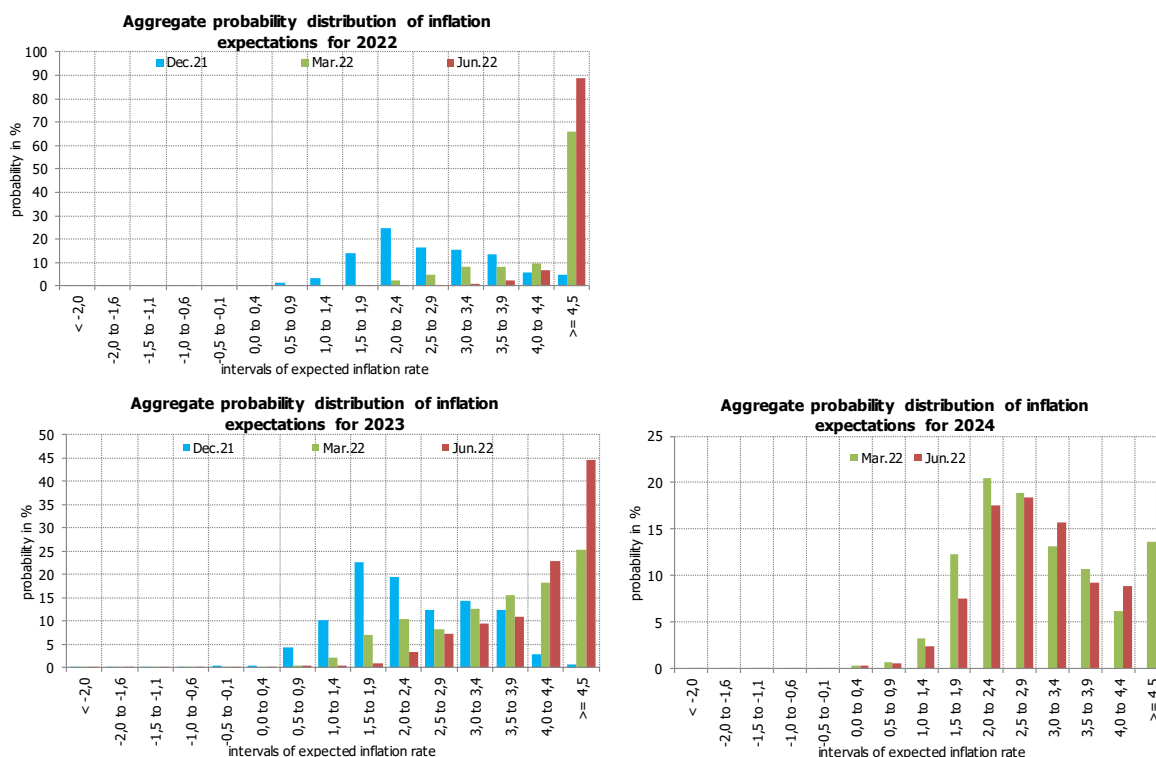 Aggregate probability distribution of inflation
expectations for 2022
Dec.21 Mar.22 Jun.22
probability in %
100
90
80
70
60
50
40
30
20
10
0
< -2,0
-2,0 to -1,6
-1,5 to -1,1
-1,0 to -0,6
-0,5 to -0,1
0,0 to 0,4
0,5 to 0,9
1,0 to 1,4
1,5 to 1,9
2,0 to 2,4
2,5 to 2,9
3,0 to 3,4
3,5 to 3,9
4,0 to 4,4
>= 4,5
intervals of expected inflation rate
Aggregate probability distribution of inflation
expectations for 2023
Dec.21 Mar.22 Jun.22
probability in %
50
45
40
35
30
25
20
15
10
5
0
< -2,0
-2,0 to -1,6
-1,5 to -1,1
-1,0 to -0,6
-0,5 to -0,1
0,0 to 0,4
0,5 to 0,9
1,0 to 1,4
1,5 to 1,9
2,0 to 2,4
2,5 to 2,9
3,0 to 3,4
3,5 to 3,9
4,0 to 4,4
>= 4,5
intervals of expected inflation rate
Aggregate probability distribution of inflation
expectations for 2024
Mar.22 Jun.22
probability in %
25
20
15
10
5
0
< -2,0
-2,0 to -1,6
-1,5 to -1,1
-1,0 to -0,6
-0,5 to -0,1
0,0 to 0,4
0,5 to 0,9
1,0 to 1,4
1,5 to 1,9
2,0 to 2,4
2,5 to 2,9
3,0 to 3,4
3,5 to 3,9
4,0 to 4,4
>= 4,5
intervals of expected inflation rate